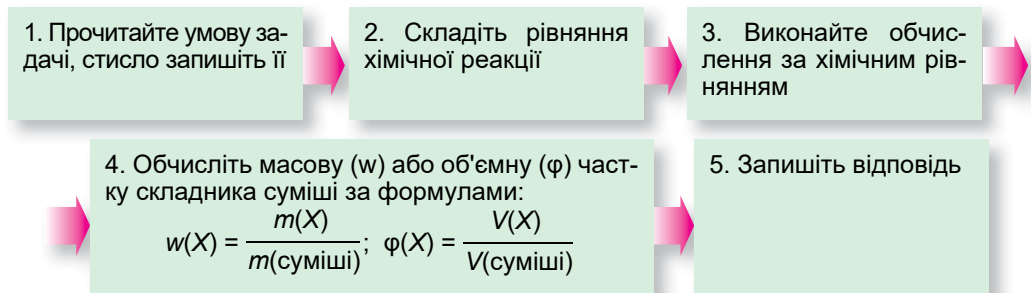 1. Прочитайте умову за-
дачі, стисло запишіть її
2. Складіть рівняння
хімічної реакції
3. Виконайте обчис-
лення за хімічним рів-
нянням
4. Обчисліть масову (w) або об'ємну (φ) част-
ку складника суміші за формулами:
w(X) = m(X) / m(суміші); φ(X) = V(X) / V(суміші)
5. Запишіть відповідь